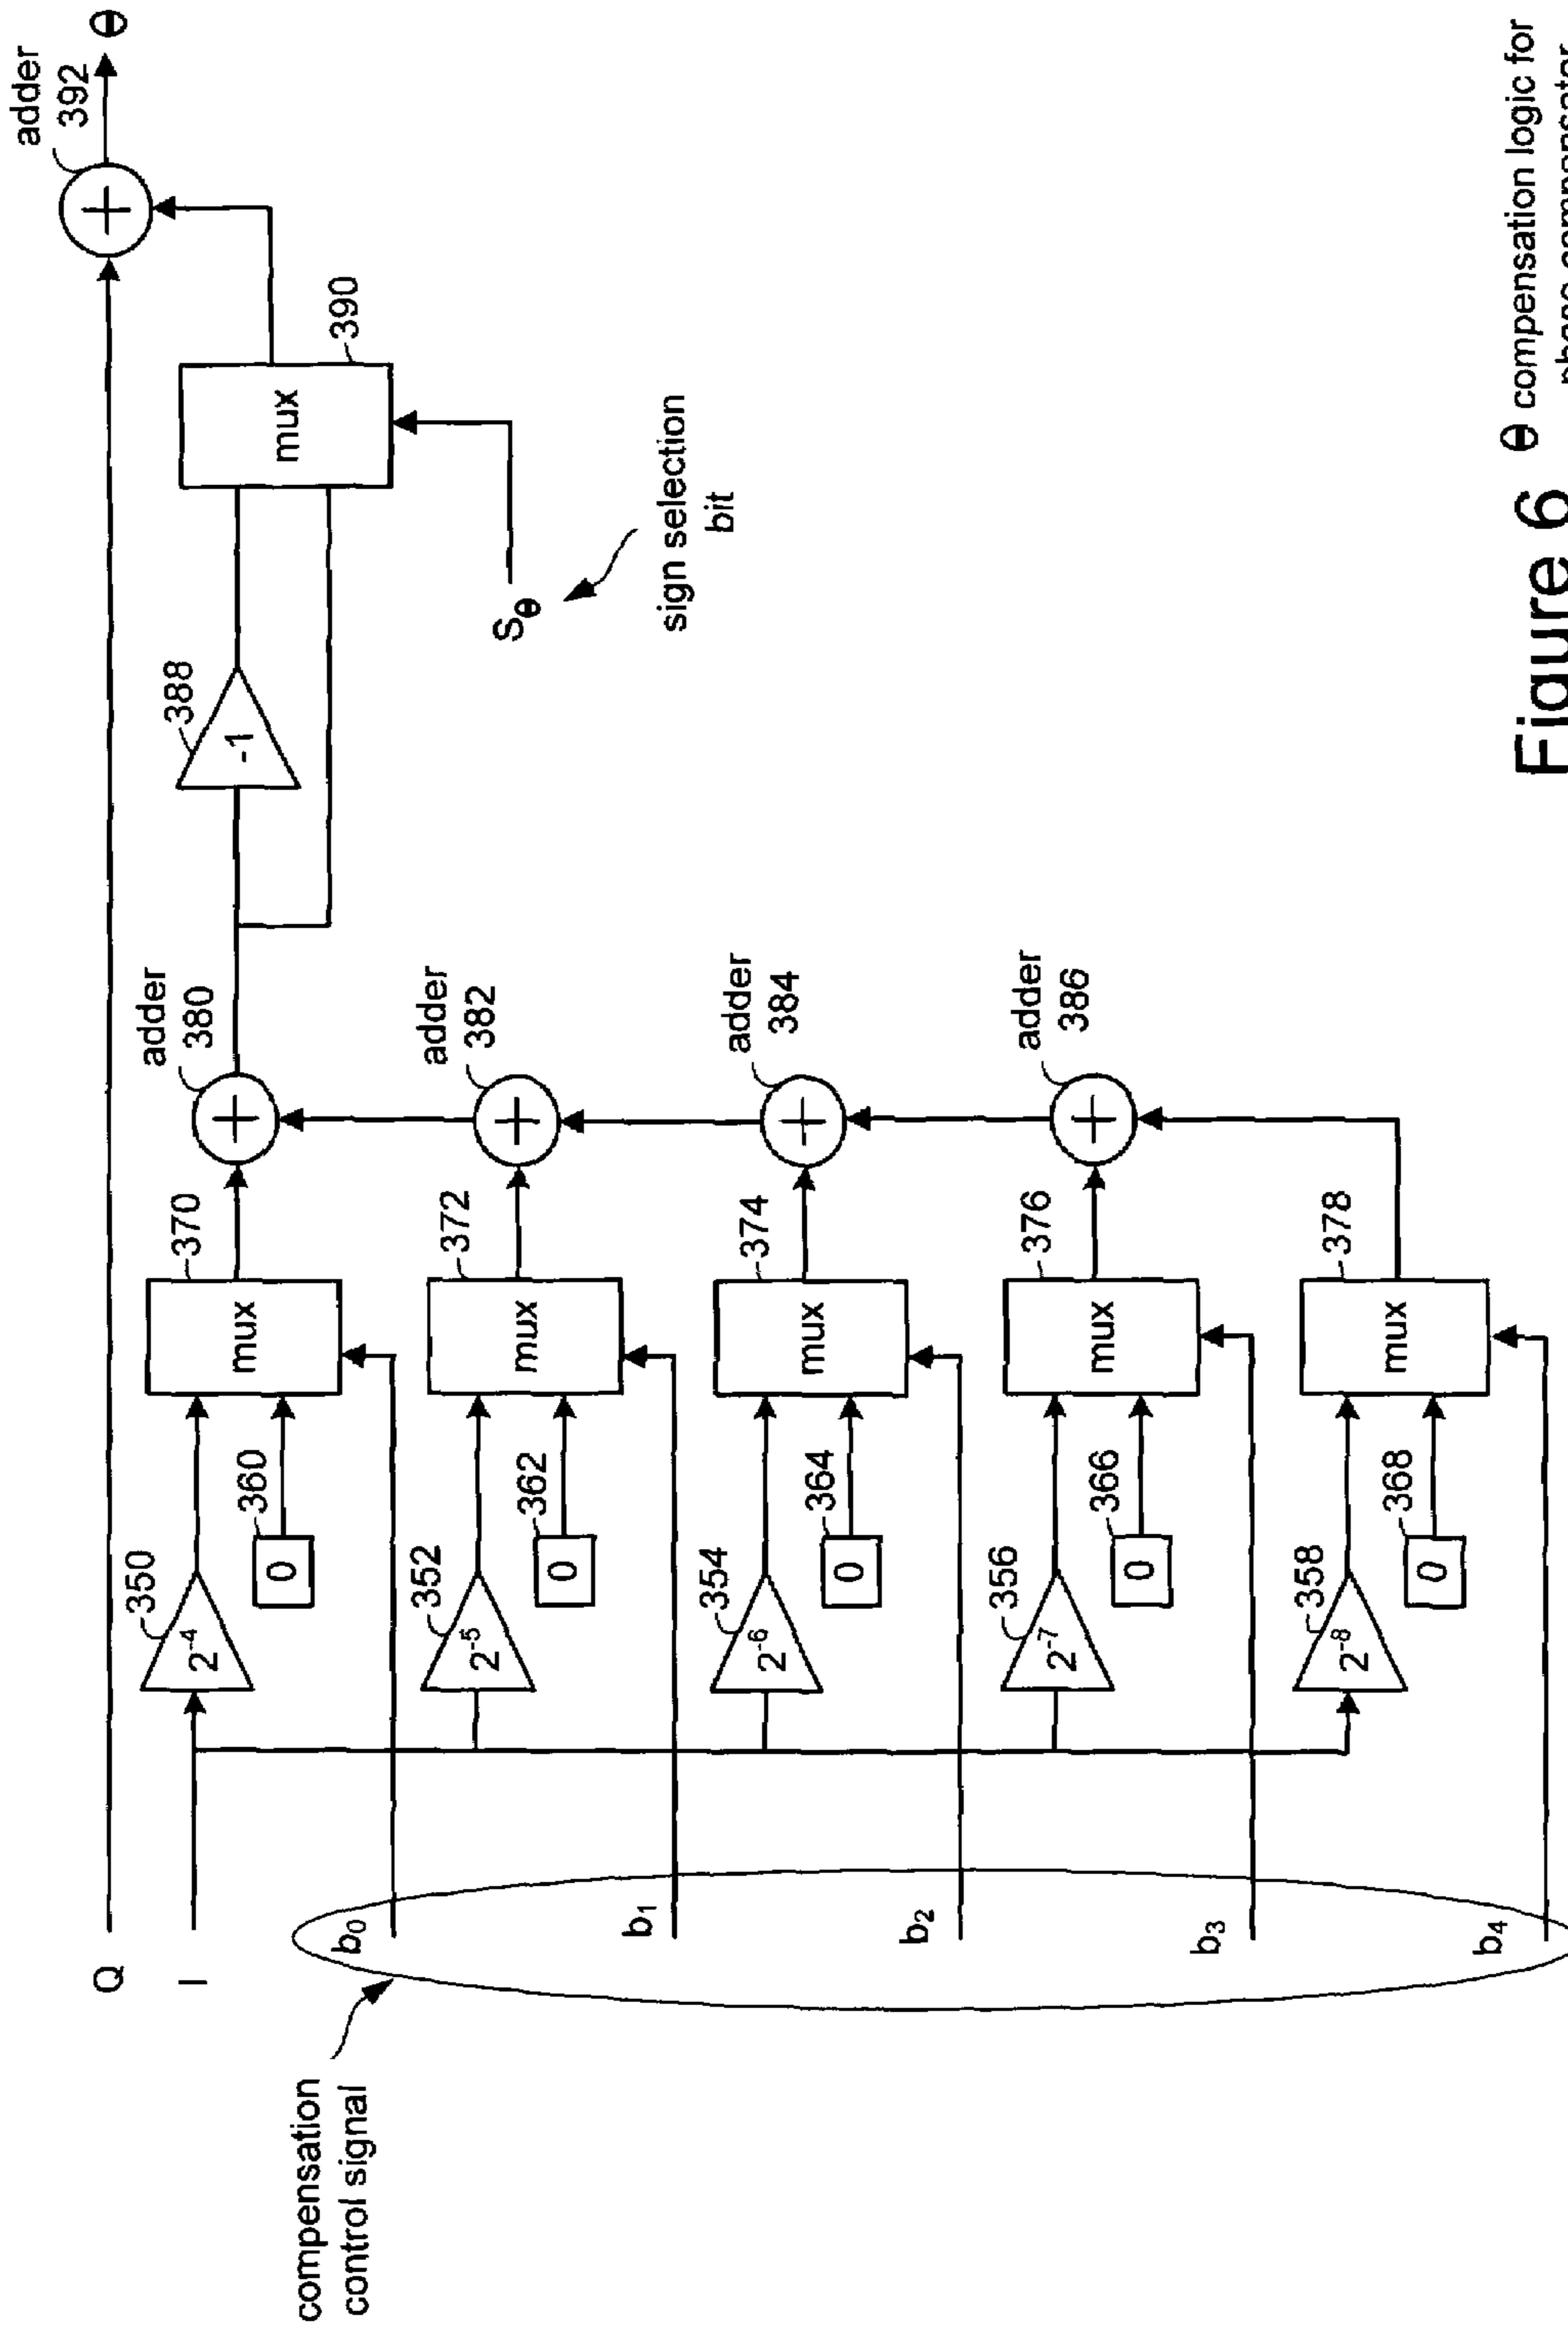 adder
392
Θ
Q
I
350
2⁻⁴
360
0
370
mux
adder
380
388
-1
mux
390
b₀
352
2⁻⁵
362
0
372
mux
adder
382
S_Θ
sign selection
bit
b₁
354
2⁻⁶
364
0
374
mux
adder
384
b₂
356
2⁻⁷
366
0
376
mux
adder
386
b₃
358
2⁻⁸
368
0
378
mux
b₄
compensation
control signal
Figure 6
Θ compensation logic for
phase compensator